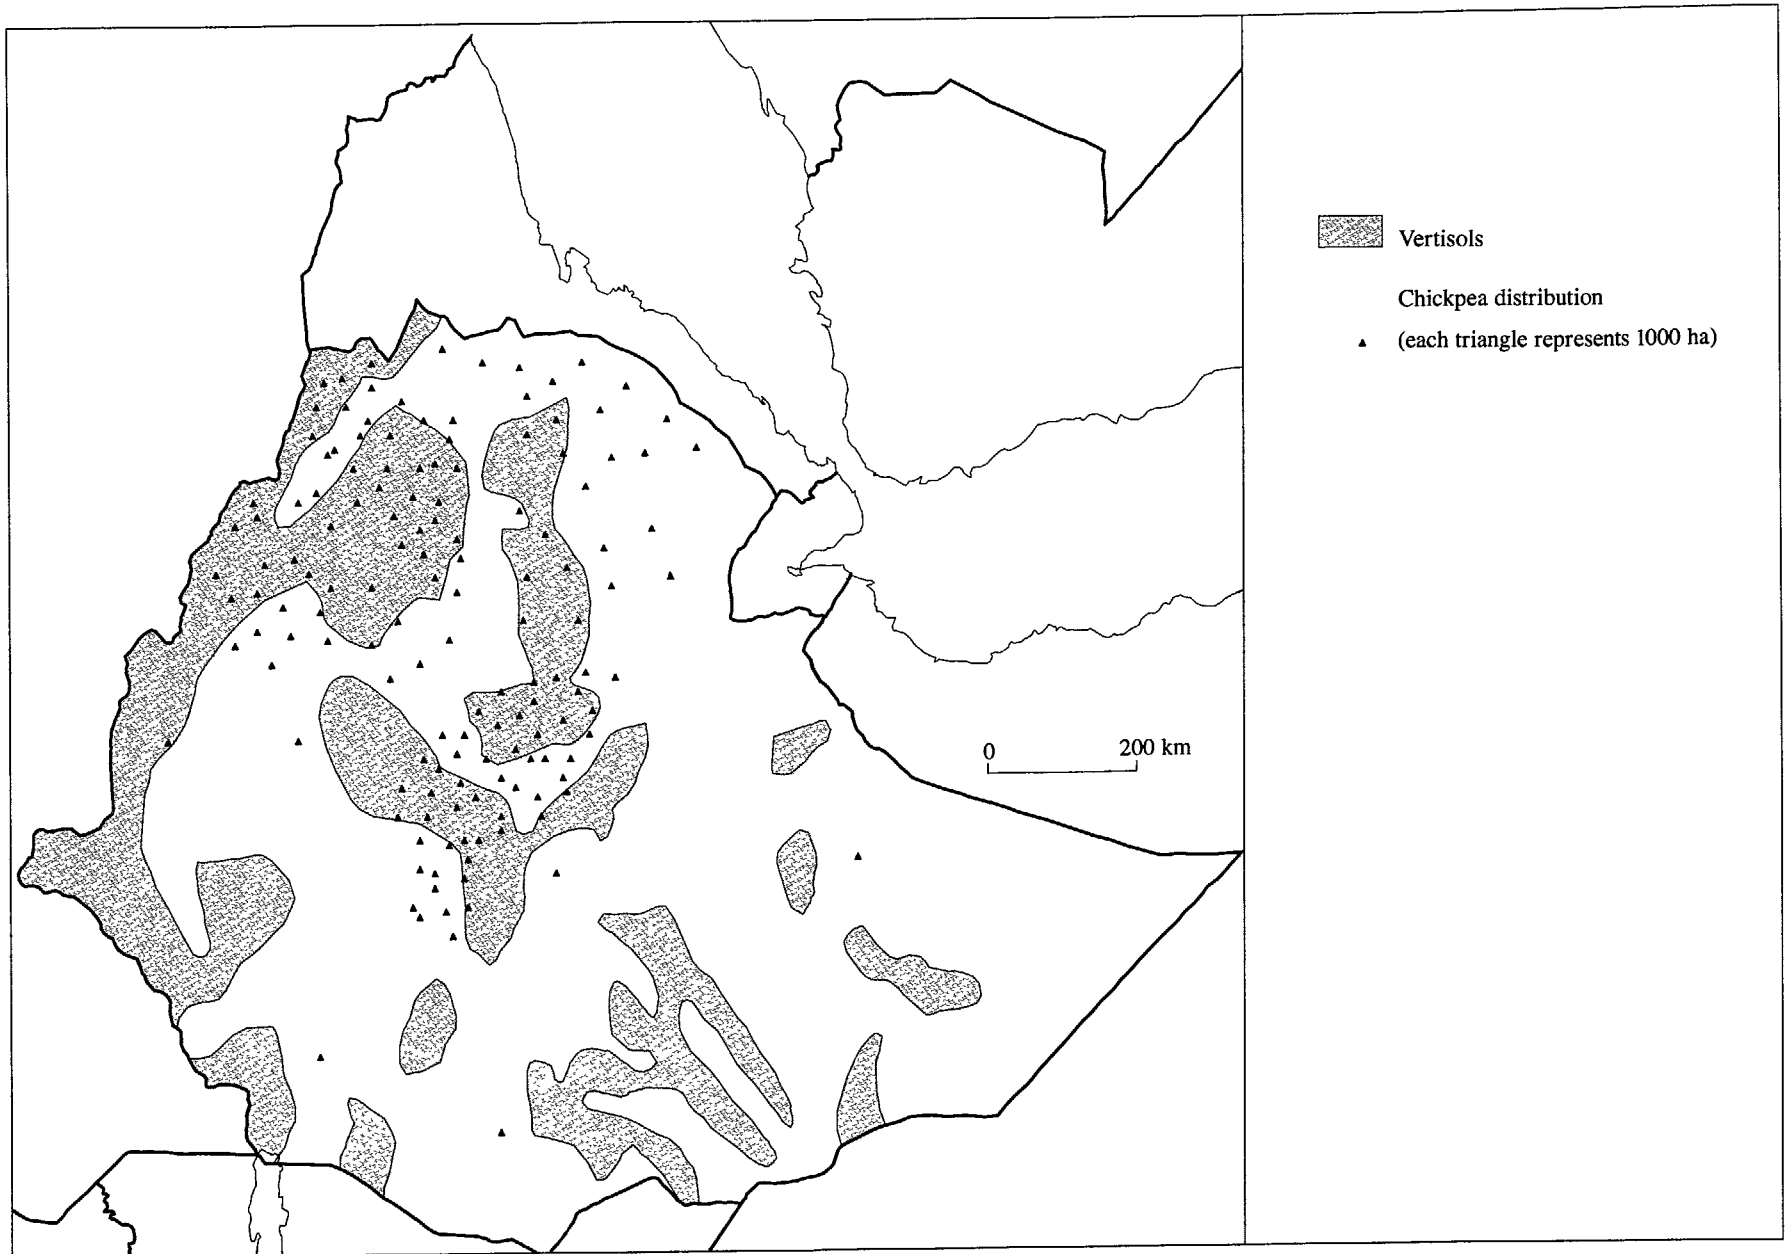 Vertisols
Chickpea distribution
(each triangle represents 1000 ha)
0 200 km